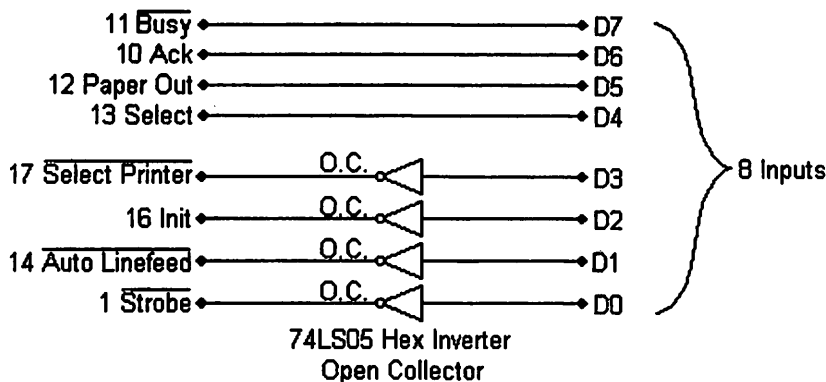 11 Busy D7
10 Ack D6
12 Paper Out D5
13 Select D4
17 Select Printer O.C. D3
8 Inputs
16 Init O.C. D2
14 Auto Linefeed O.C. D1
1 Strobe O.C. D0
74LS05 Hex Inverter
Open Collector